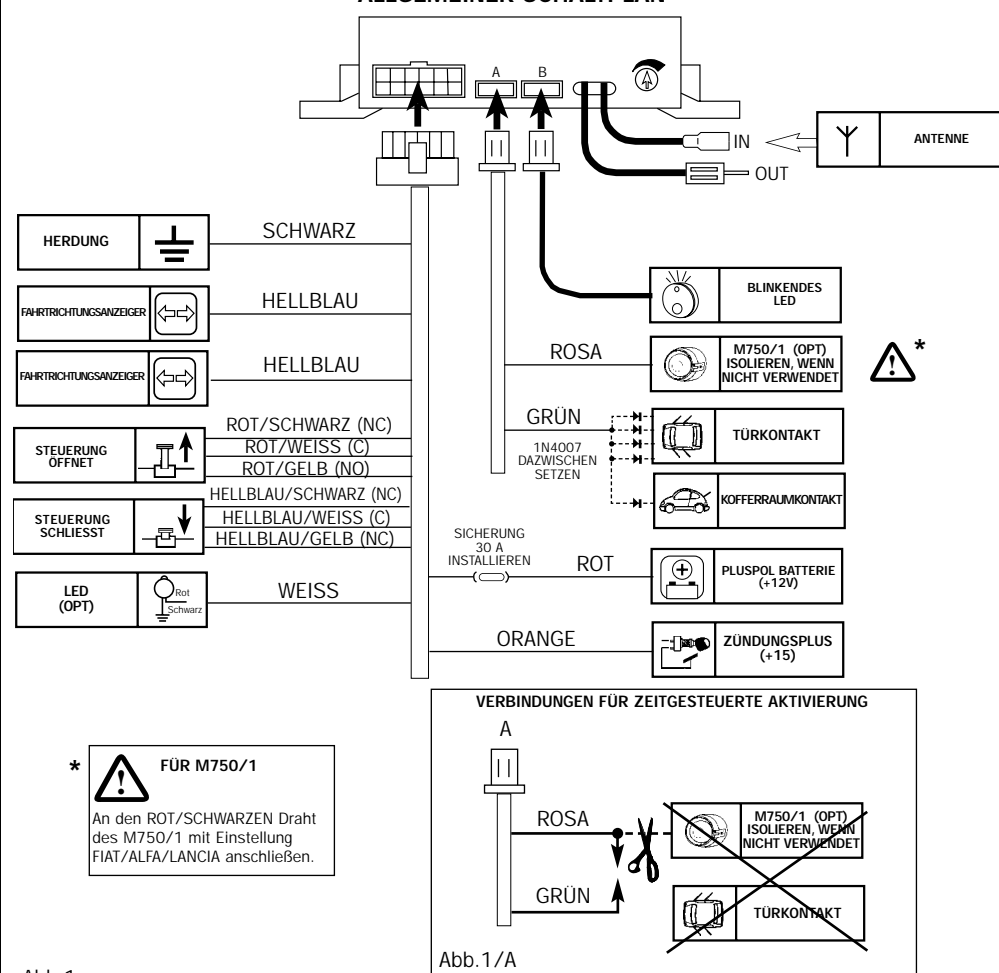 ALLGEMEINER SCHALTPLAN
A
B
IN
OUT
ANTENNE
HERDUNG
SCHWARZ
FAHRTRICHTUNGSANZEIGER
HELLBLAU
FAHRTRICHTUNGSANZEIGER
HELLBLAU
STEUERUNG
ÖFFNET
ROT/SCHWARZ (NC)
ROT/WEISS (C)
ROT/GELB (NO)
STEUERUNG
SCHLIESST
HELLBLAU/SCHWARZ (NC)
HELLBLAU/WEISS (C)
HELLBLAU/GELB (NC)
LED
(OPT)
Rot
Schwarz
WEISS
BLINKENDES
LED
ROSA
M750/1 (OPT)
ISOLIEREN, WENN
NICHT VERWENDET
*
GRÜN
1N4007
DAZWISCHEN
SETZEN
TÜRKONTAKT
KOFFERRAUMKONTAKT
SICHERUNG
30 A
INSTALLIEREN
ROT
PLUSPOL BATTERIE
(+12V)
ORANGE
ZÜNDUNGSPLUS
(+15)
* FÜR M750/1
An den ROT/SCHWARZEN Draht
des M750/1 mit Einstellung
FIAT/ALFA/LANCIA anschließen.
VERBINDUNGEN FÜR ZEITGESTEUERTE AKTIVIERUNG
A
ROSA
GRÜN
M750/1 (OPT)
ISOLIEREN, WENN
NICHT VERWENDET
TÜRKONTAKT
Abb.1/A
Abb.1